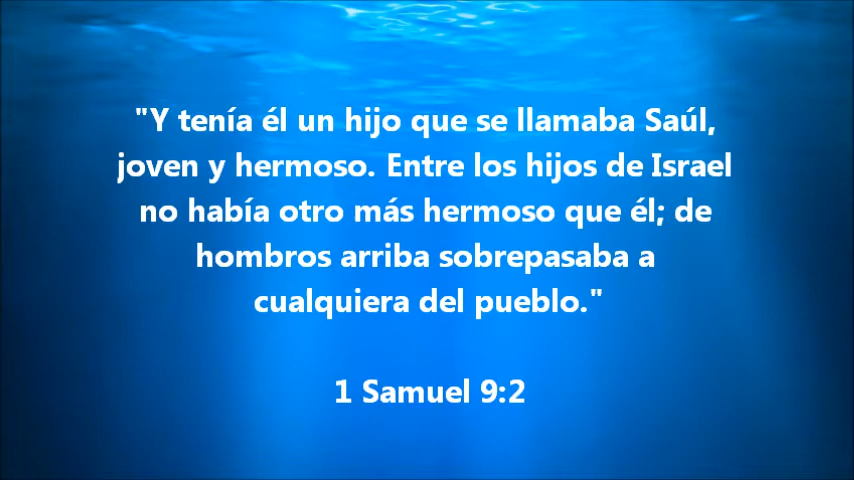 "Y tenía él un hijo que se llamaba Saúl,
joven y hermoso. Entre los hijos de Israel
no había otro más hermoso que él; de
hombros arriba sobrepasaba a
cualquiera del pueblo."
1 Samuel 9:2